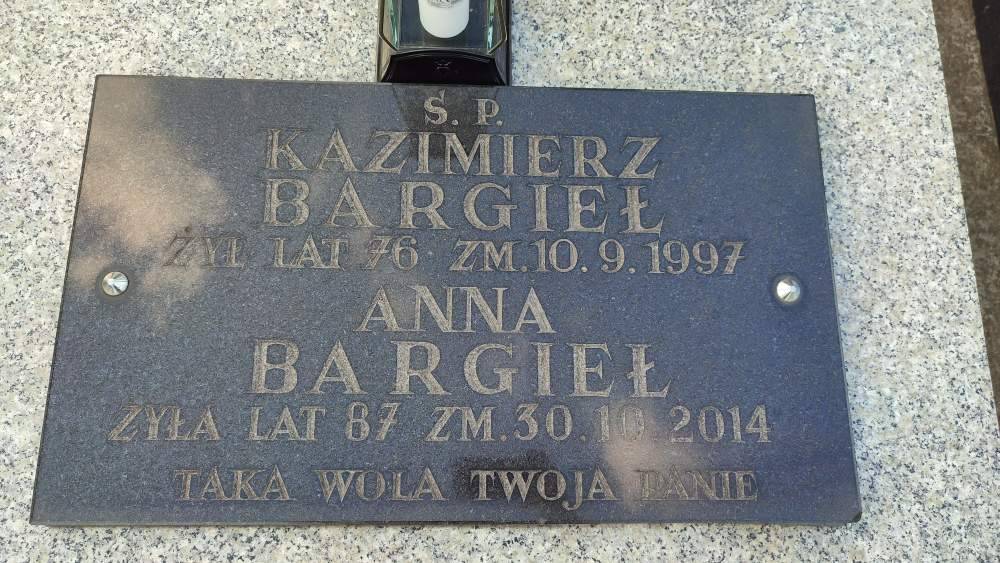 Ś. P.
KAZIMIERZ
BARGIEŁ
ŻYŁ LAT 76 ZM. 10. 9. 1997
ANNA
BARGIEŁ
ŻYŁA LAT 87 ZM. 30. 10. 2014
TAKA WOLA TWOJA PANIE